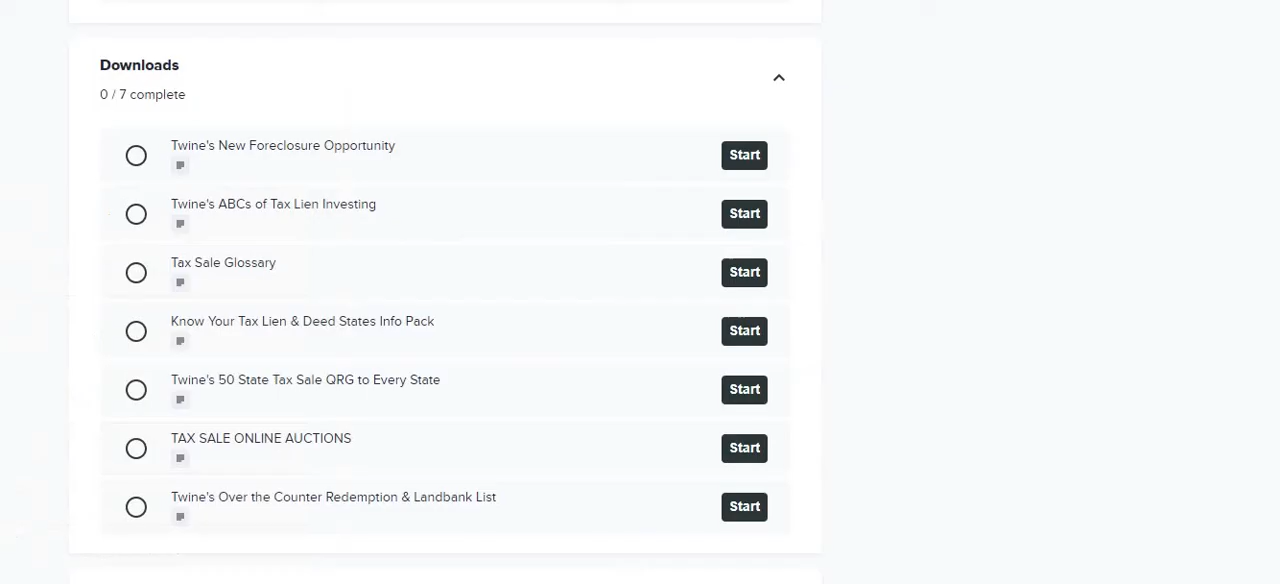 Downloads
0 / 7 complete
Twine's New Foreclosure Opportunity
Start
Twine's ABCs of Tax Lien Investing
Start
Tax Sale Glossary
Start
Know Your Tax Lien & Deed States Info Pack
Start
Twine's 50 State Tax Sale QRG to Every State
Start
TAX SALE ONLINE AUCTIONS
Start
Twine's Over the Counter Redemption & Landbank List
Start